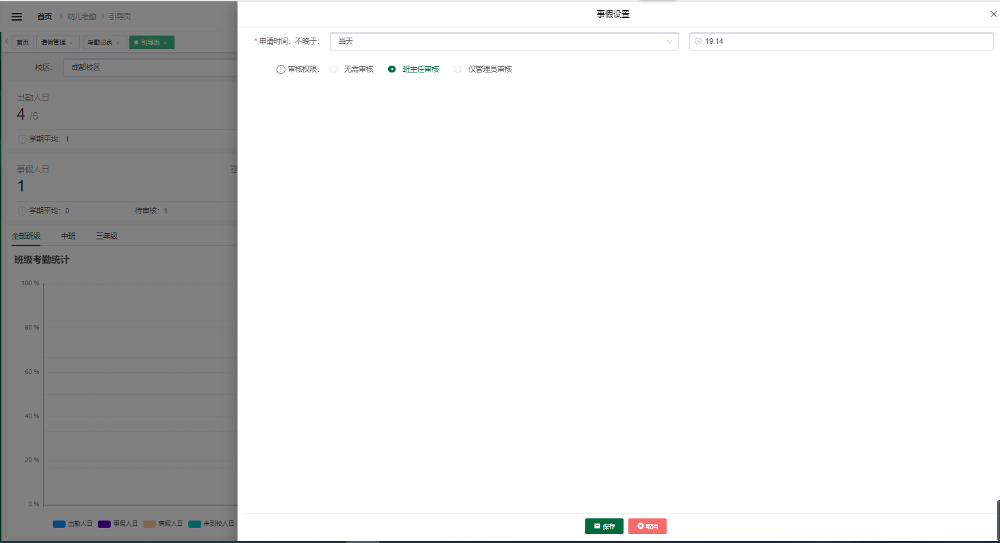 首页 > 幼儿考勤 > 引导页
首页 请假管理 × 考勤记录 × 引导页 ×
校区: 成都校区
出勤人日
4 /6
学期平均: 1
事假人日
1
学期平均: 0 待审核: 1
全部班级 中班 三年级
班级考勤统计
100 %
80 %
60 %
40 %
20 %
0 %
出勤人日 事假人日 病假人日 未到校人日
事假设置
* 申请时间: 不晚于: 当天 19:14
审核权限: 无需审核 班主任审核 仅管理员审核
保存 取消